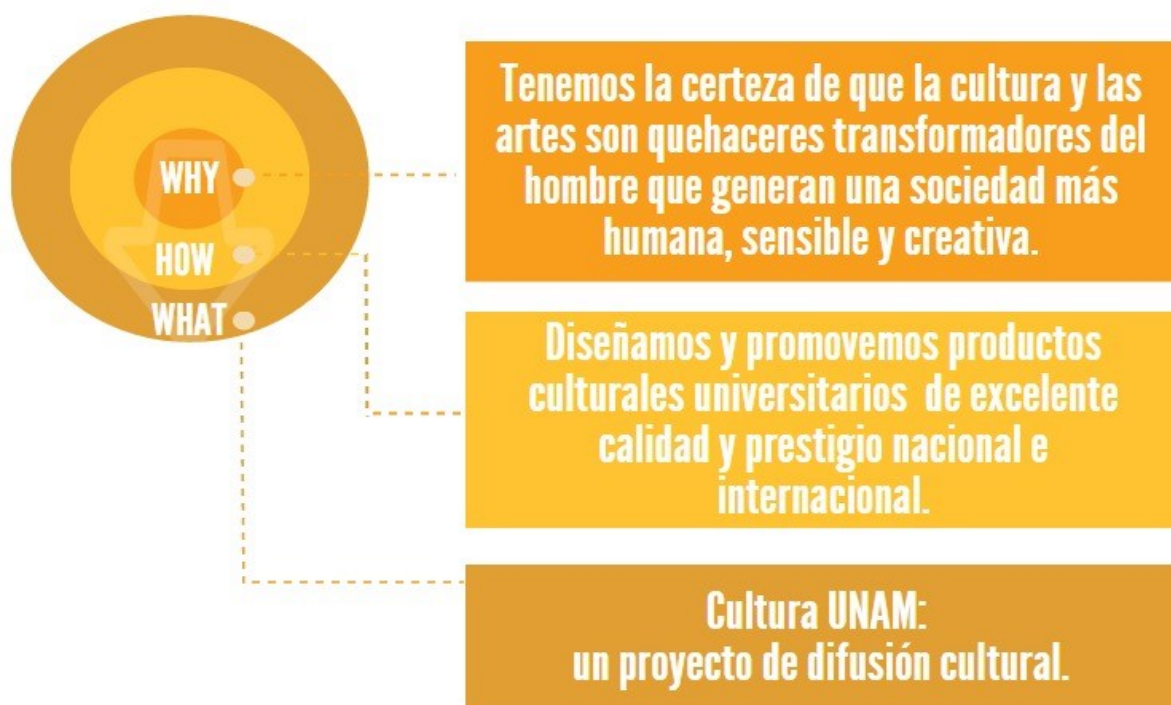 WHY
HOW
WHAT
Tenemos la certeza de que la cultura y las
artes son quehaceres transformadores del
hombre que generan una sociedad más
humana, sensible y creativa.
Diseñamos y promovemos productos
culturales universitarios de excelente
calidad y prestigio nacional e
internacional.
Cultura UNAM:
un proyecto de difusión cultural.